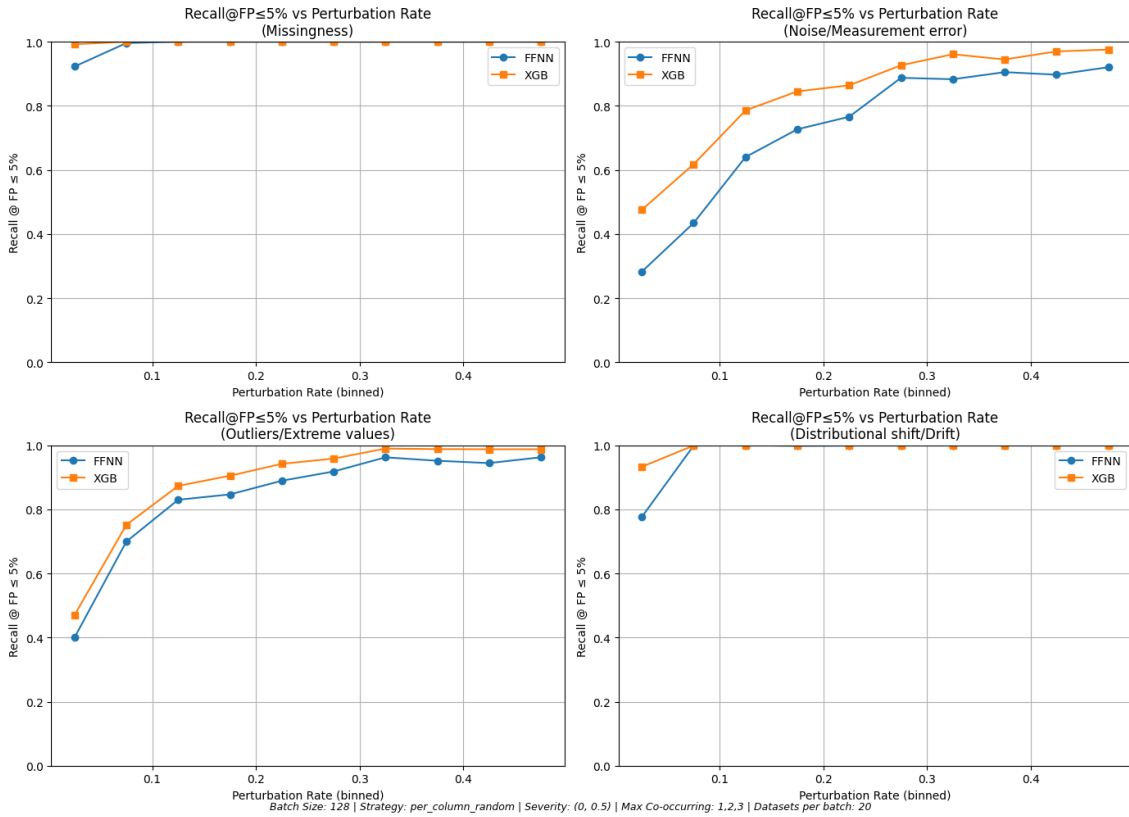 Recall@FP≤5% vs Perturbation Rate
(Missingness)
1.0
0.8
0.6
0.4
0.2
0.0
Recall @ FP ≤ 5%
FFNN
XGB
0.1
0.2
0.3
0.4
Perturbation Rate (binned)
Recall@FP≤5% vs Perturbation Rate
(Noise/Measurement error)
1.0
0.8
0.6
0.4
0.2
0.0
Recall @ FP ≤ 5%
FFNN
XGB
0.1
0.2
0.3
0.4
Perturbation Rate (binned)
Recall@FP≤5% vs Perturbation Rate
(Outliers/Extreme values)
1.0
0.8
0.6
0.4
0.2
0.0
Recall @ FP ≤ 5%
FFNN
XGB
0.1
0.2
0.3
0.4
Perturbation Rate (binned)
Recall@FP≤5% vs Perturbation Rate
(Distributional shift/Drift)
1.0
0.8
0.6
0.4
0.2
0.0
Recall @ FP ≤ 5%
FFNN
XGB
0.1
0.2
0.3
0.4
Perturbation Rate (binned)
Batch Size: 128 | Strategy: per_column_random | Severity: (0, 0.5) | Max Co-occurring: 1,2,3 | Datasets per batch: 20